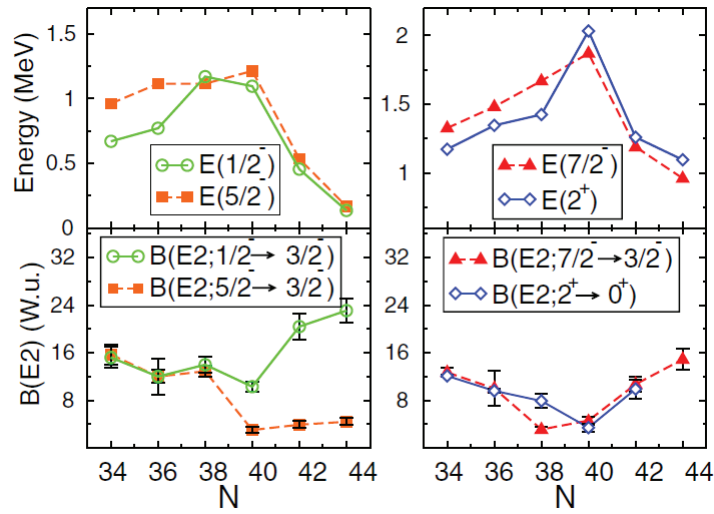 Energy (MeV)
1.5
1
0.5
0
E(1/2⁻)
E(5/2⁻)
2
1.5
1
E(7/2⁻)
E(2⁺)
B(E2) (W.u.)
32
24
16
8
B(E2;1/2⁻→ 3/2⁻)
B(E2;5/2⁻→ 3/2⁻)
34 36 38 40 42 44
N
32
24
16
8
B(E2;7/2⁻→3/2⁻)
B(E2;2⁺→ 0⁺)
34 36 38 40 42 44
N